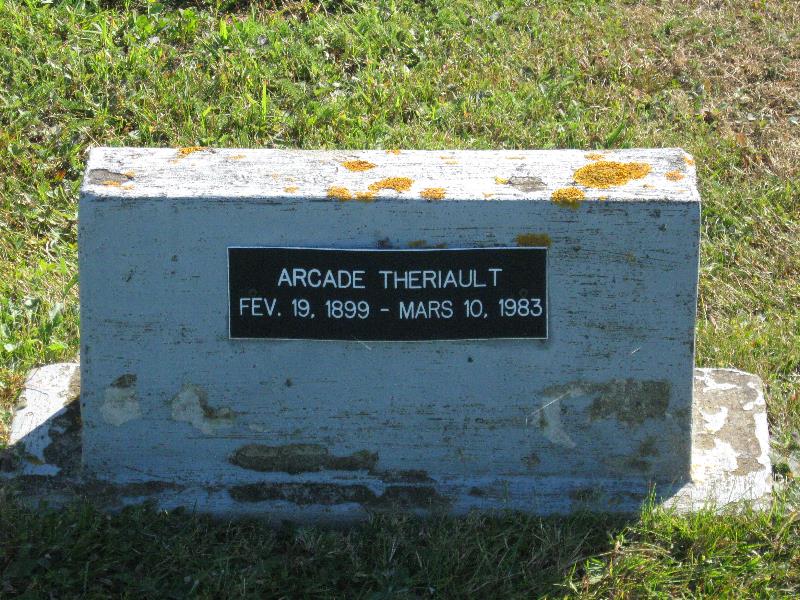 ARCADE THERIAULT
FEV. 19, 1899 - MARS 10, 1983